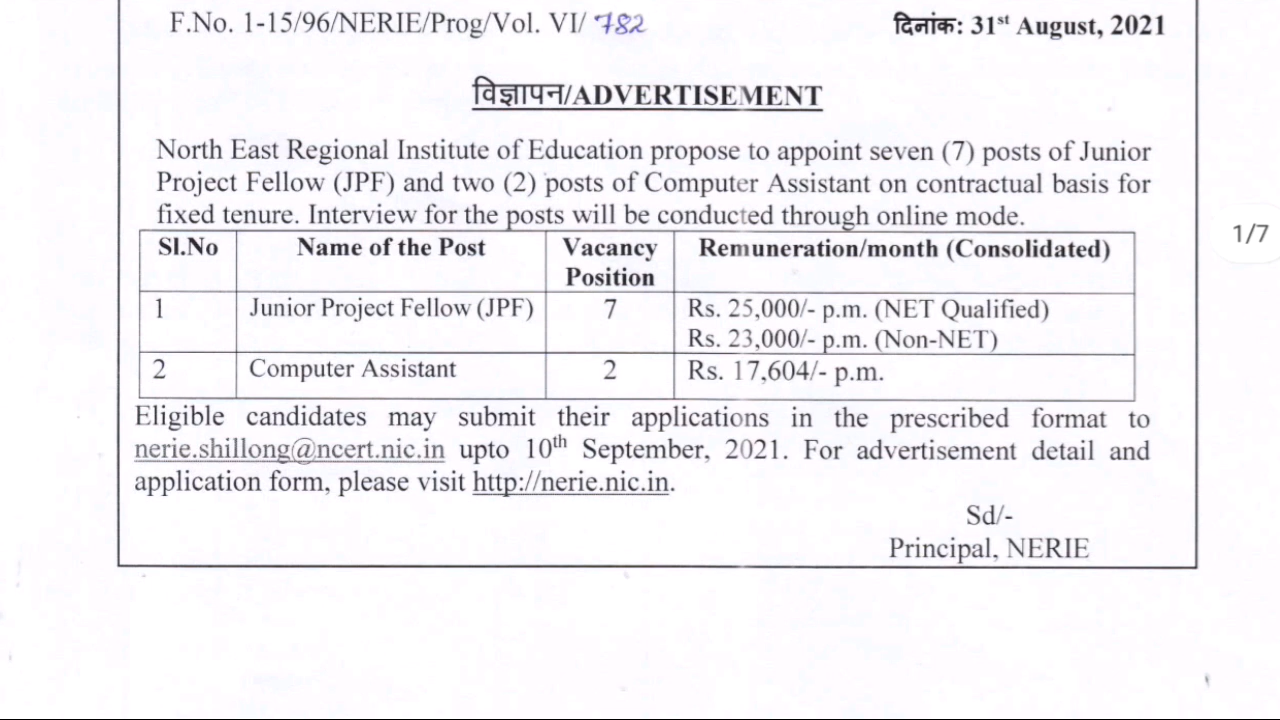 F.No. 1-15/96/NERIE/Prog/Vol. VI/ 782 दिनांक: 31st August, 2021
विज्ञापन/ADVERTISEMENT
North East Regional Institute of Education propose to appoint seven (7) posts of Junior
Project Fellow (JPF) and two (2) posts of Computer Assistant on contractual basis for
fixed tenure. Interview for the posts will be conducted through online mode.
Sl.No Name of the Post Vacancy Position Remuneration/month (Consolidated)
1 Junior Project Fellow (JPF) 7 Rs. 25,000/- p.m. (NET Qualified)
Rs. 23,000/- p.m. (Non-NET)
2 Computer Assistant 2 Rs. 17,604/- p.m.
Eligible candidates may submit their applications in the prescribed format to
nerie.shillong@ncert.nic.in upto 10th September, 2021. For advertisement detail and
application form, please visit http://nerie.nic.in.
Sd/-
Principal, NERIE
1/7